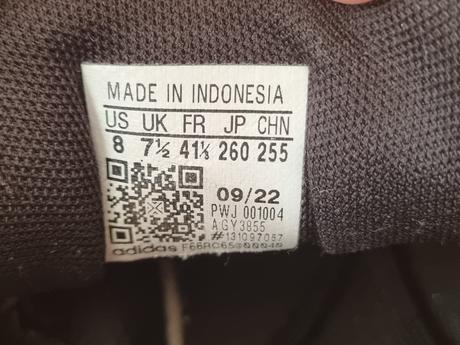 MADE IN INDONESIA
US UK FR JP CHN
8 7½ 41⅓ 260 255
09/22
PWJ 001004
AGY3855
#131097067
adidas